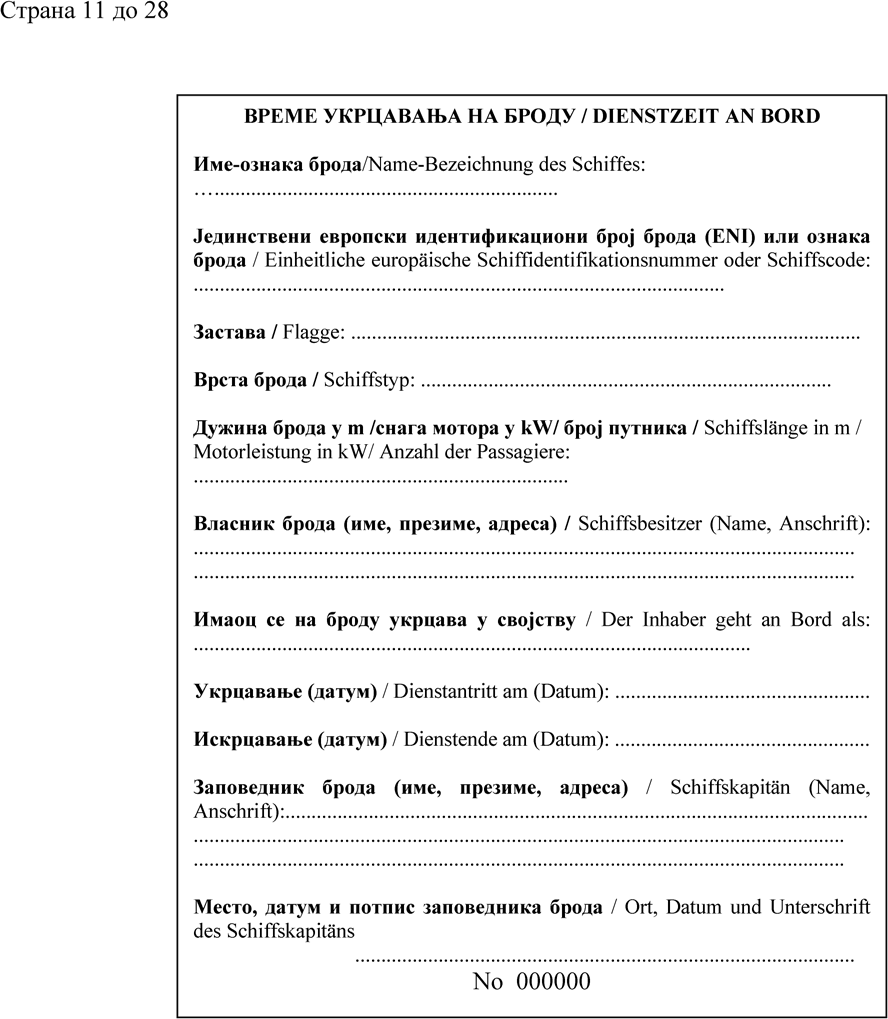 Страна 11 до 28
ВРЕМЕ УКРЦАВАЊА НА БРОДУ / DIENSTZEIT AN BORD
Име-ознака брода/Name-Bezeichnung des Schiffes:
…..................................................................
Јединствени европски идентификациони број брода (ENI) или ознака
брода / Einheitliche europäische Schiffidentifikationsnummer oder Schiffscode:
......................................................................................................
Застава / Flagge: ..................................................................................................
Врста брода / Schiffstyp: ...............................................................................
Дужина брода у m /снага мотора у kW/ број путника / Schiffslänge in m /
Motorleistung in kW/ Anzahl der Passagiere:
........................................................................
Власник брода (име, презиме, адреса) / Schiffsbesitzer (Name, Anschrift):
...............................................................................................................................
...............................................................................................................................
Имаоц се на броду укрцава у својству / Der Inhaber geht an Bord als:
...........................................................................................................
Укрцавање (датум) / Dienstantritt am (Datum): .................................................
Искрцавање (датум) / Dienstende am (Datum): .................................................
Заповедник брода (име, презиме, адреса) / Schiffskapitän (Name,
Anschrift):................................................................................................................
.............................................................................................................................
.............................................................................................................................
Место, датум и потпис заповедника брода / Ort, Datum und Unterschrift
des Schiffskapitäns
................................................................................................
No 000000